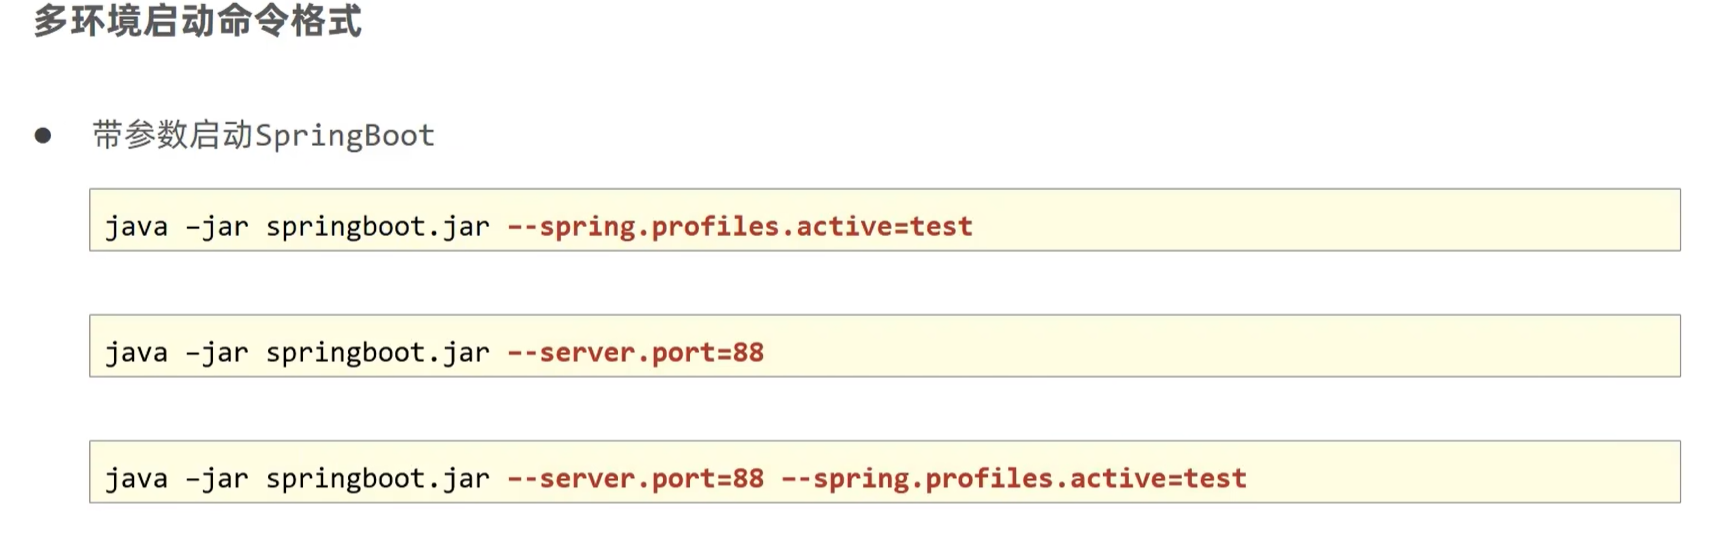 多环境启动命令格式
● 带参数启动SpringBoot
java –jar springboot.jar –-spring.profiles.active=test
java –jar springboot.jar –-server.port=88
java –jar springboot.jar –-server.port=88 –-spring.profiles.active=test